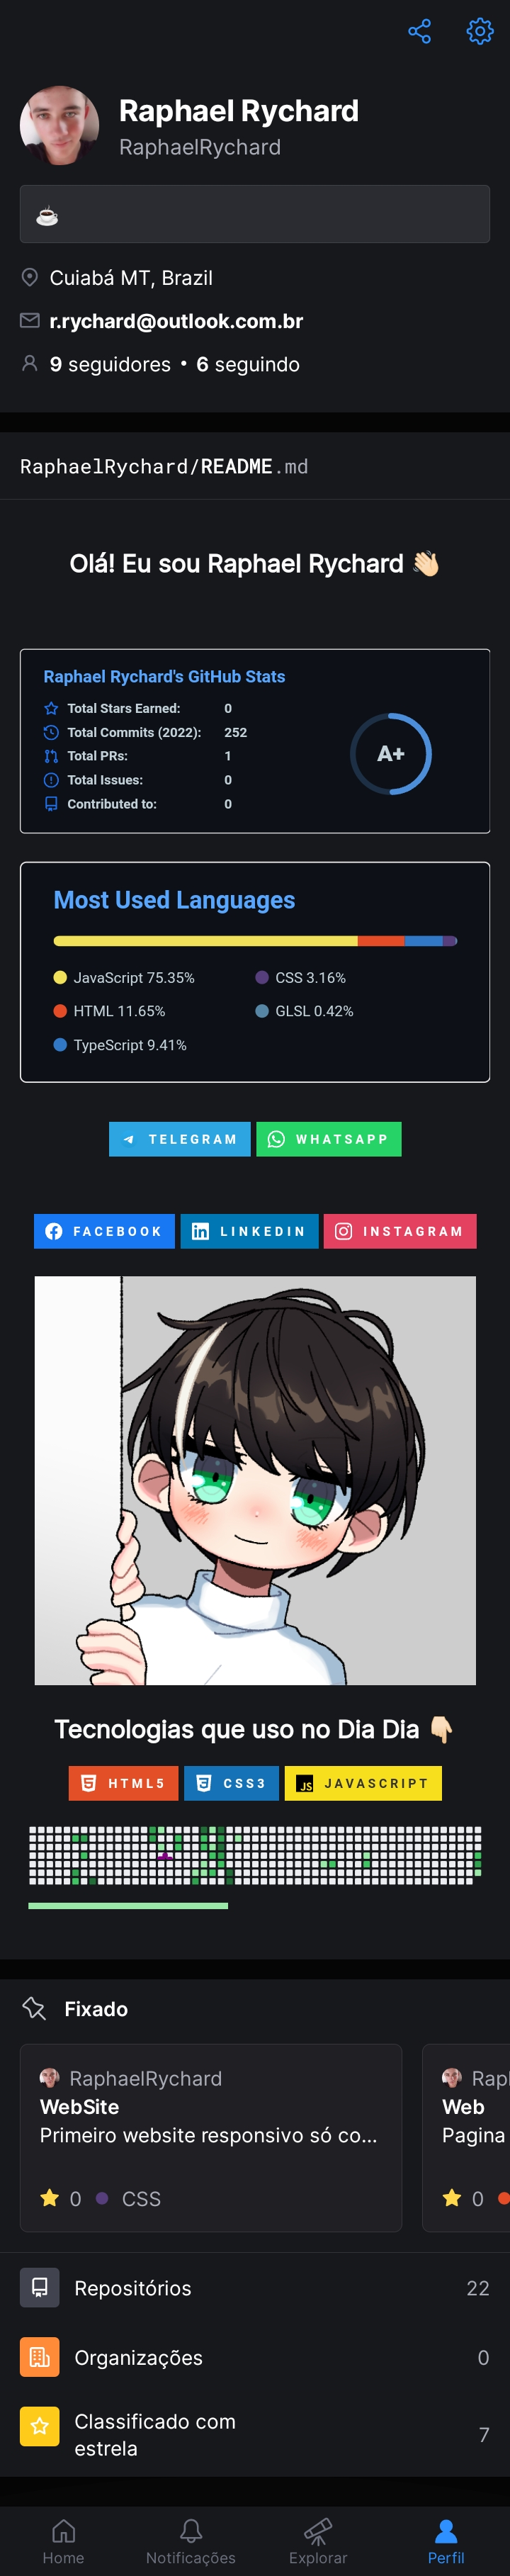 Raphael Rychard
RaphaelRychard
Cuiabá MT, Brazil
r.rychard@outlook.com.br
9 seguidores • 6 seguindo
RaphaelRychard/README.md
Olá! Eu sou Raphael Rychard
Raphael Rychard's GitHub Stats
Total Stars Earned: 0
Total Commits (2022): 252
Total PRs: 1
Total Issues: 0
Contributed to: 0
A+
Most Used Languages
JavaScript 75.35%
CSS 3.16%
HTML 11.65%
GLSL 0.42%
TypeScript 9.41%
TELEGRAM
WHATSAPP
FACEBOOK
LINKEDIN
INSTAGRAM
Tecnologias que uso no Dia Dia
HTML5
CSS3
JS JAVASCRIPT
Fixado
RaphaelRychard
WebSite
Primeiro website responsivo só co...
0 CSS
Rapl
Web
Pagina
0
Repositórios 22
Organizações 0
Classificado com
estrela 7
Home
Notificações
Explorar
Perfil